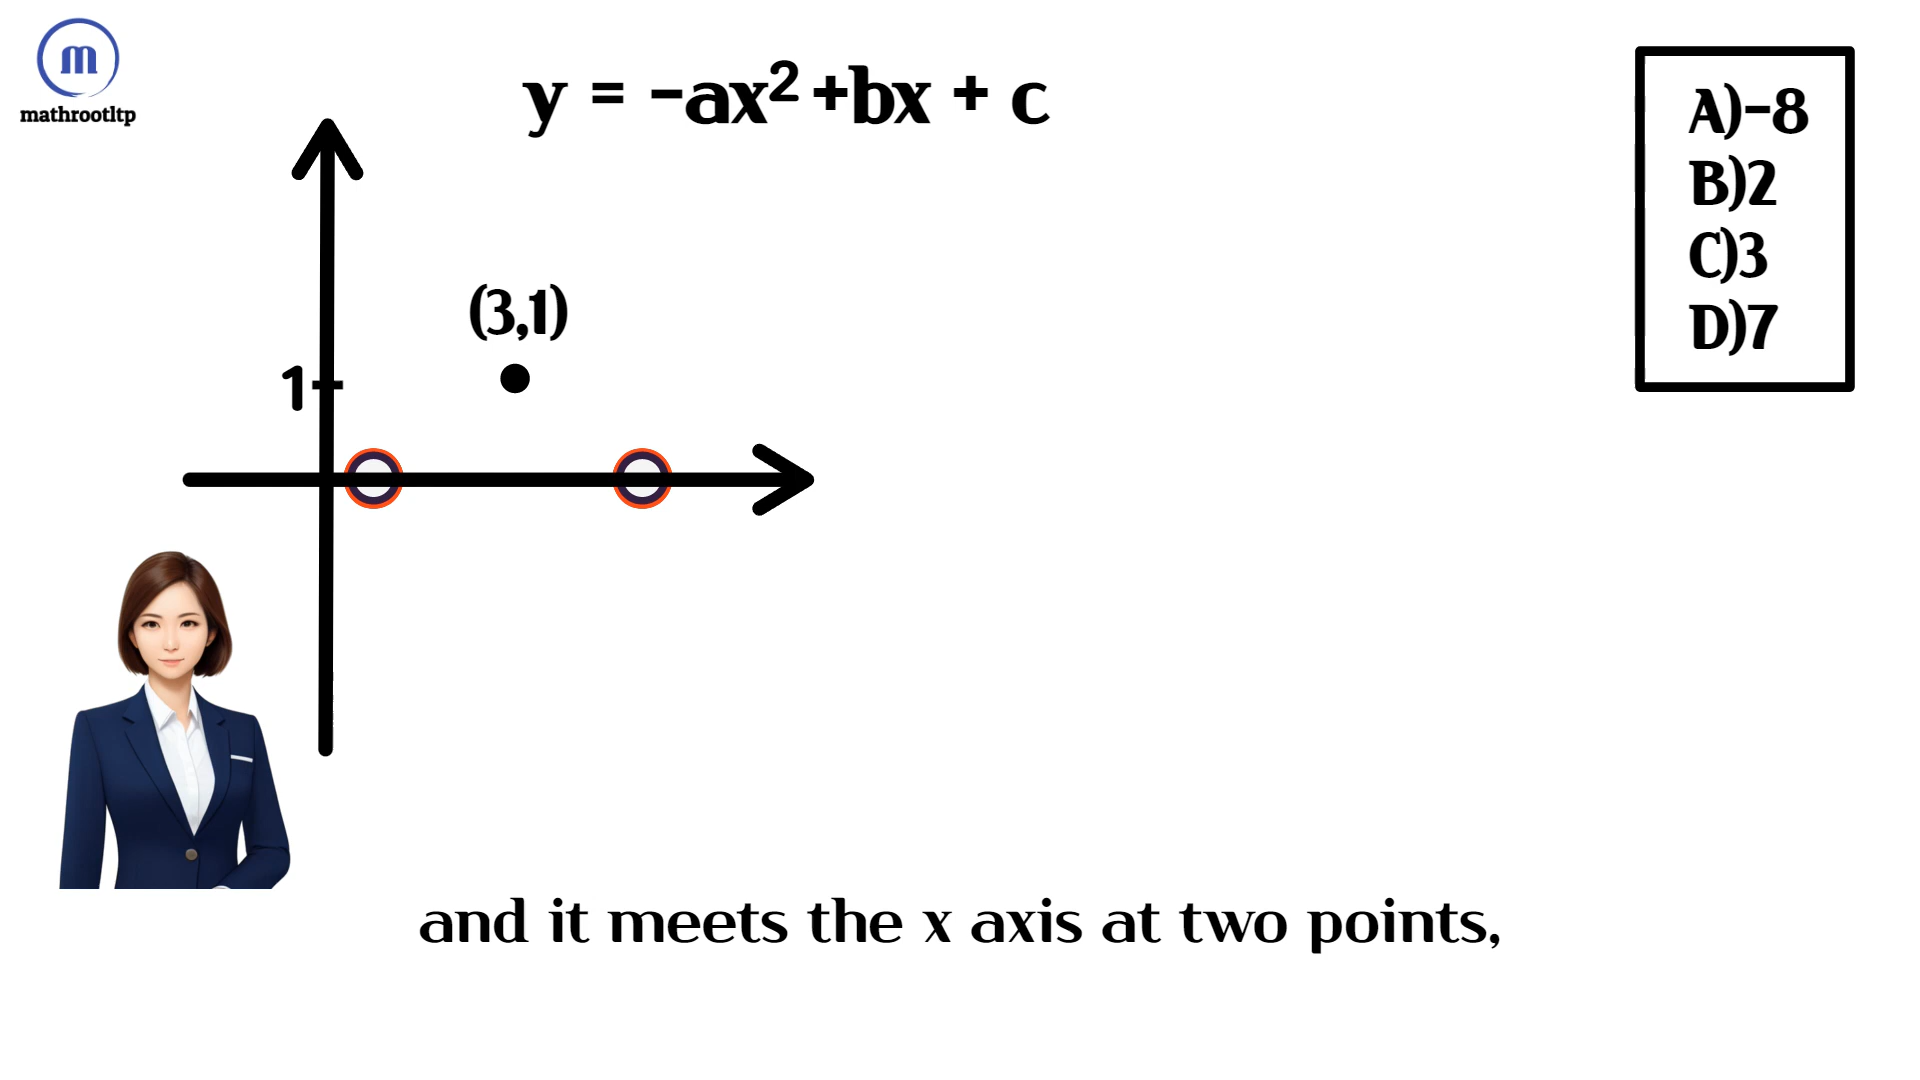 m
mathrootltp
y = -ax² +bx + c
A)-8
B)2
C)3
D)7
(3,1)
1
and it meets the x axis at two points,